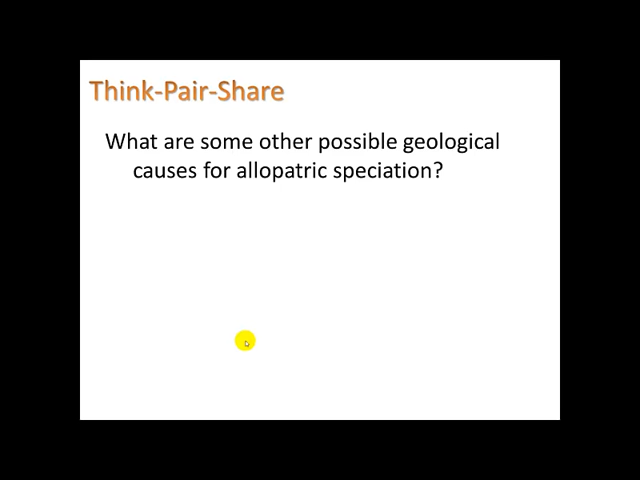 Think-Pair-Share
What are some other possible geological
causes for allopatric speciation?